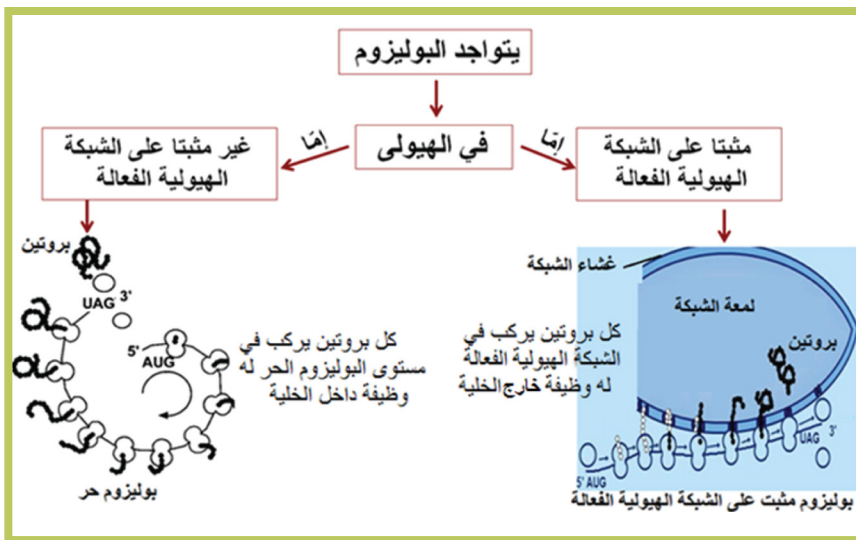 يتواجد البوليزوم
في الهيولى
إمّا
إمّا
مثبتا على الشبكة
الهيولية الفعالة
غير مثبتا على الشبكة
الهيولية الفعالة
غشاء الشبكة
لمعة الشبكة
بروتين
كل بروتين يركب في
الشبكة الهيولية الفعالة
له وظيفة خارج الخلية
UAG 3'
5' AUG
بوليزوم مثبت على الشبكة الهيولية الفعالة
بروتين
UAG 3'
5'
AUG
كل بروتين يركب في
مستوى البوليزوم الحر له
وظيفة داخل الخلية
بوليزوم حر